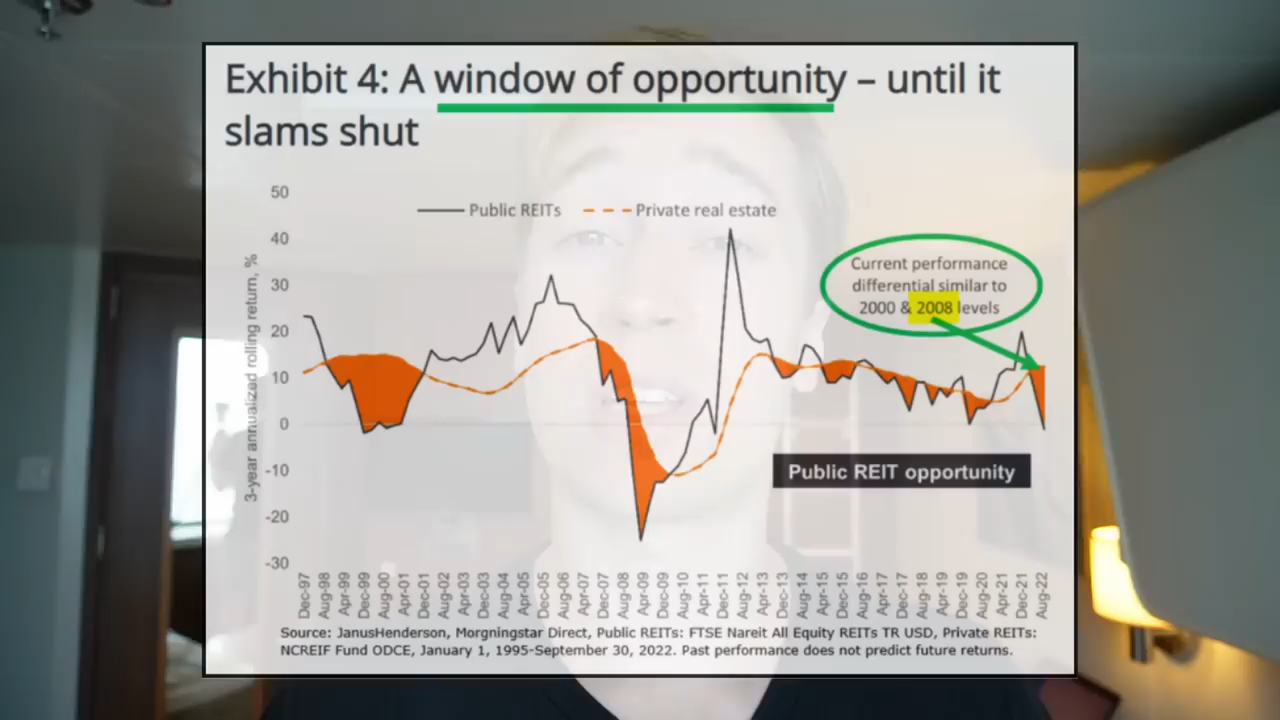 Exhibit 4: A window of opportunity – until it
slams shut
50
40
30
20
10
0
-10
-20
-30
3-year annualized rolling return, %
Public REITs
Private real estate
Current performance
differential similar to
2000 & 2008 levels
Public REIT opportunity
Dec-97
Aug-98
Apr-99
Dec-99
Aug-00
Apr-01
Dec-01
Aug-02
Apr-03
Dec-03
Aug-04
Apr-05
Dec-05
Aug-06
Apr-07
Dec-07
Aug-08
Apr-09
Dec-09
Aug-10
Apr-11
Dec-11
Aug-12
Apr-13
Dec-13
Aug-14
Apr-15
Dec-15
Aug-16
Apr-17
Dec-17
Aug-18
Apr-19
Dec-19
Aug-20
Apr-21
Dec-21
Aug-22
Source: JanusHenderson, Morgningstar Direct, Public REITs: FTSE Nareit All Equity REITs TR USD, Private REITs:
NCREIF Fund ODCE, January 1, 1995-September 30, 2022. Past performance does not predict future returns.